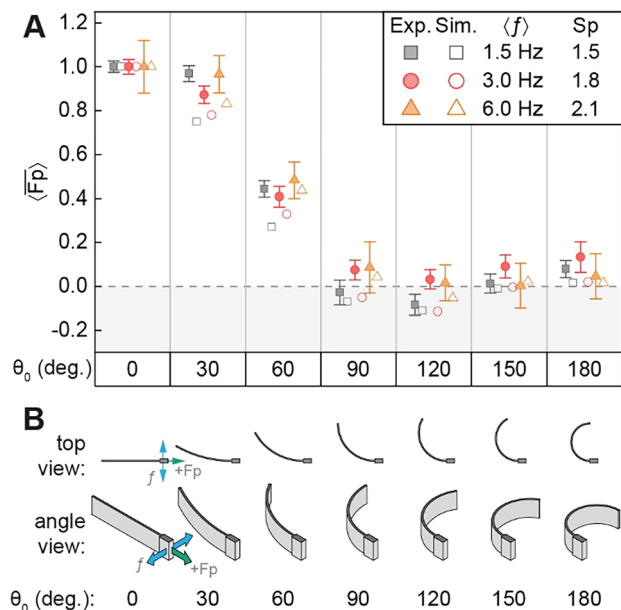 A
Exp. Sim. ⟨f⟩ Sp
1.5 Hz 1.5
3.0 Hz 1.8
6.0 Hz 2.1
1.2
1.0
0.8
0.6
0.4
0.2
0.0
-0.2
⟨F̅p̅⟩
θ₀ (deg.) 0 30 60 90 120 150 180
B
top
view:
f
+Fp
angle
view:
f
+Fp
θ₀ (deg.): 0 30 60 90 120 150 180